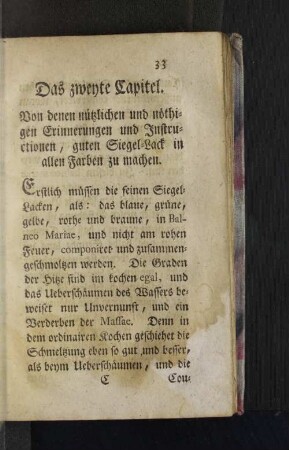 33
Das zweyte Capitel.
Von denen nützlichen und nöthi-
gen Erinnerungen und Instru-
ctionen, guten Siegel-Lack in
allen Farben zu machen.
Erstlich müssen die feinen Siegel-
Lacken, als: das blaue, grüne,
gelbe, rothe und braune, in Bal-
neo Mariae, und nicht am rohen
Feuer, componiret und zusammen-
geschmoltzen werden. Die Graden
der Hitze sind im kochen egal, und
das Ueberschäumen des Wassers be-
weiset nur Unvernunft, und ein
Verderben der Massae. Denn in
dem ordinairen Kochen geschiehet die
Schmeltzung eben so gut und besser,
als beym Ueberschäumen, und die
C Cou-